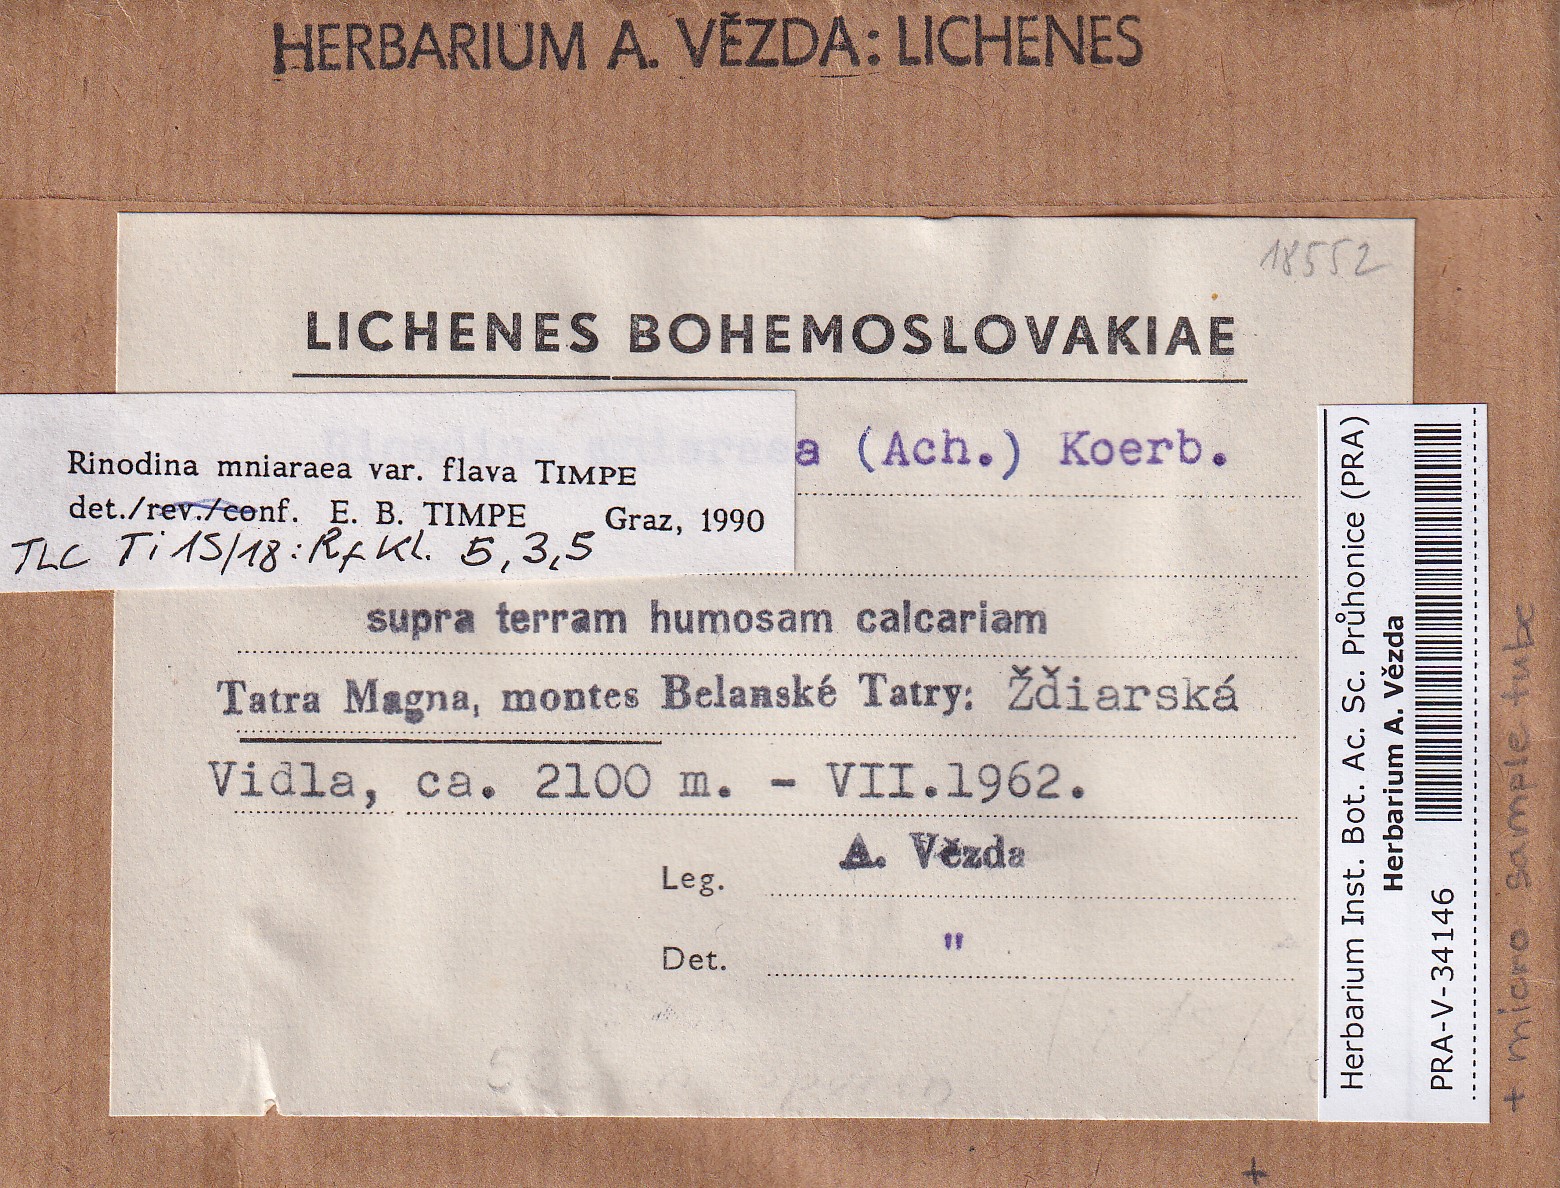 HERBARIUM A. VĚZDA: LICHENES
18552
LICHENES BOHEMOSLOVAKIAE
a (Ach.) Koerb.
Rinodina mniaraea var. flava TIMPE
det./rev./conf. E. B. TIMPE Graz, 1990
TLC Ti 15/18: Rf Kl. 5,3,5
supra terram humosam calcariam
Tatra Magna, montes Belanské Tatry: Ždiarská
Vidla, ca. 2100 m. - VII.1962.
A. Vězda
Leg.
Det. "
Herbarium Inst. Bot. Ac. Sc. Průhonice (PRA)
Herbarium A. Vězda
PRA-V-34146
+ micro sample tube
+